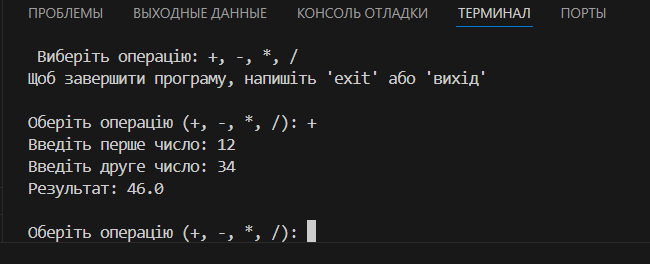 ПРОБЛЕМЫ ВЫХОДНЫЕ ДАННЫЕ КОНСОЛЬ ОТЛАДКИ ТЕРМИНАЛ ПОРТЫ
Виберіть операцію: +, -, *, /
Щоб завершити програму, напишіть 'exit' або 'вихід'
Оберіть операцію (+, -, *, /): +
Введіть перше число: 12
Введіть друге число: 34
Результат: 46.0
Оберіть операцію (+, -, *, /):